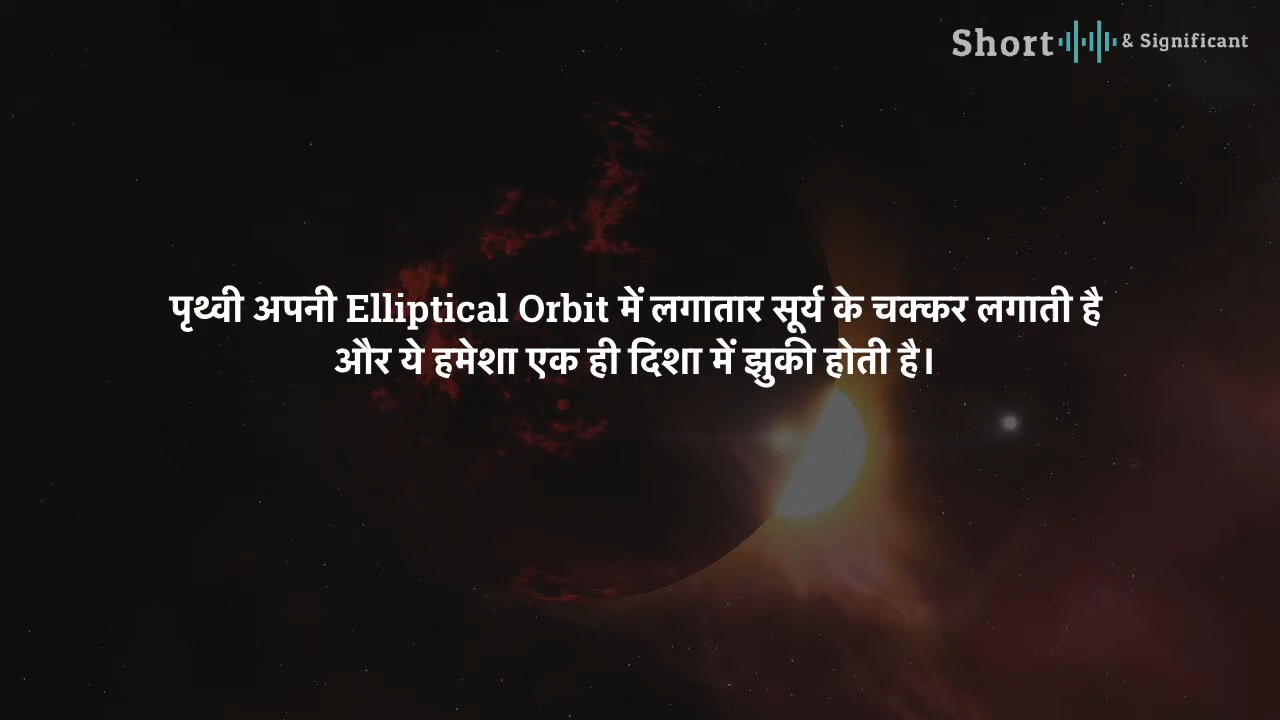 Short & Significant
पृथ्वी अपनी Elliptical Orbit में लगातार सूर्य के चक्कर लगाती है
और ये हमेशा एक ही दिशा में झुकी होती है।